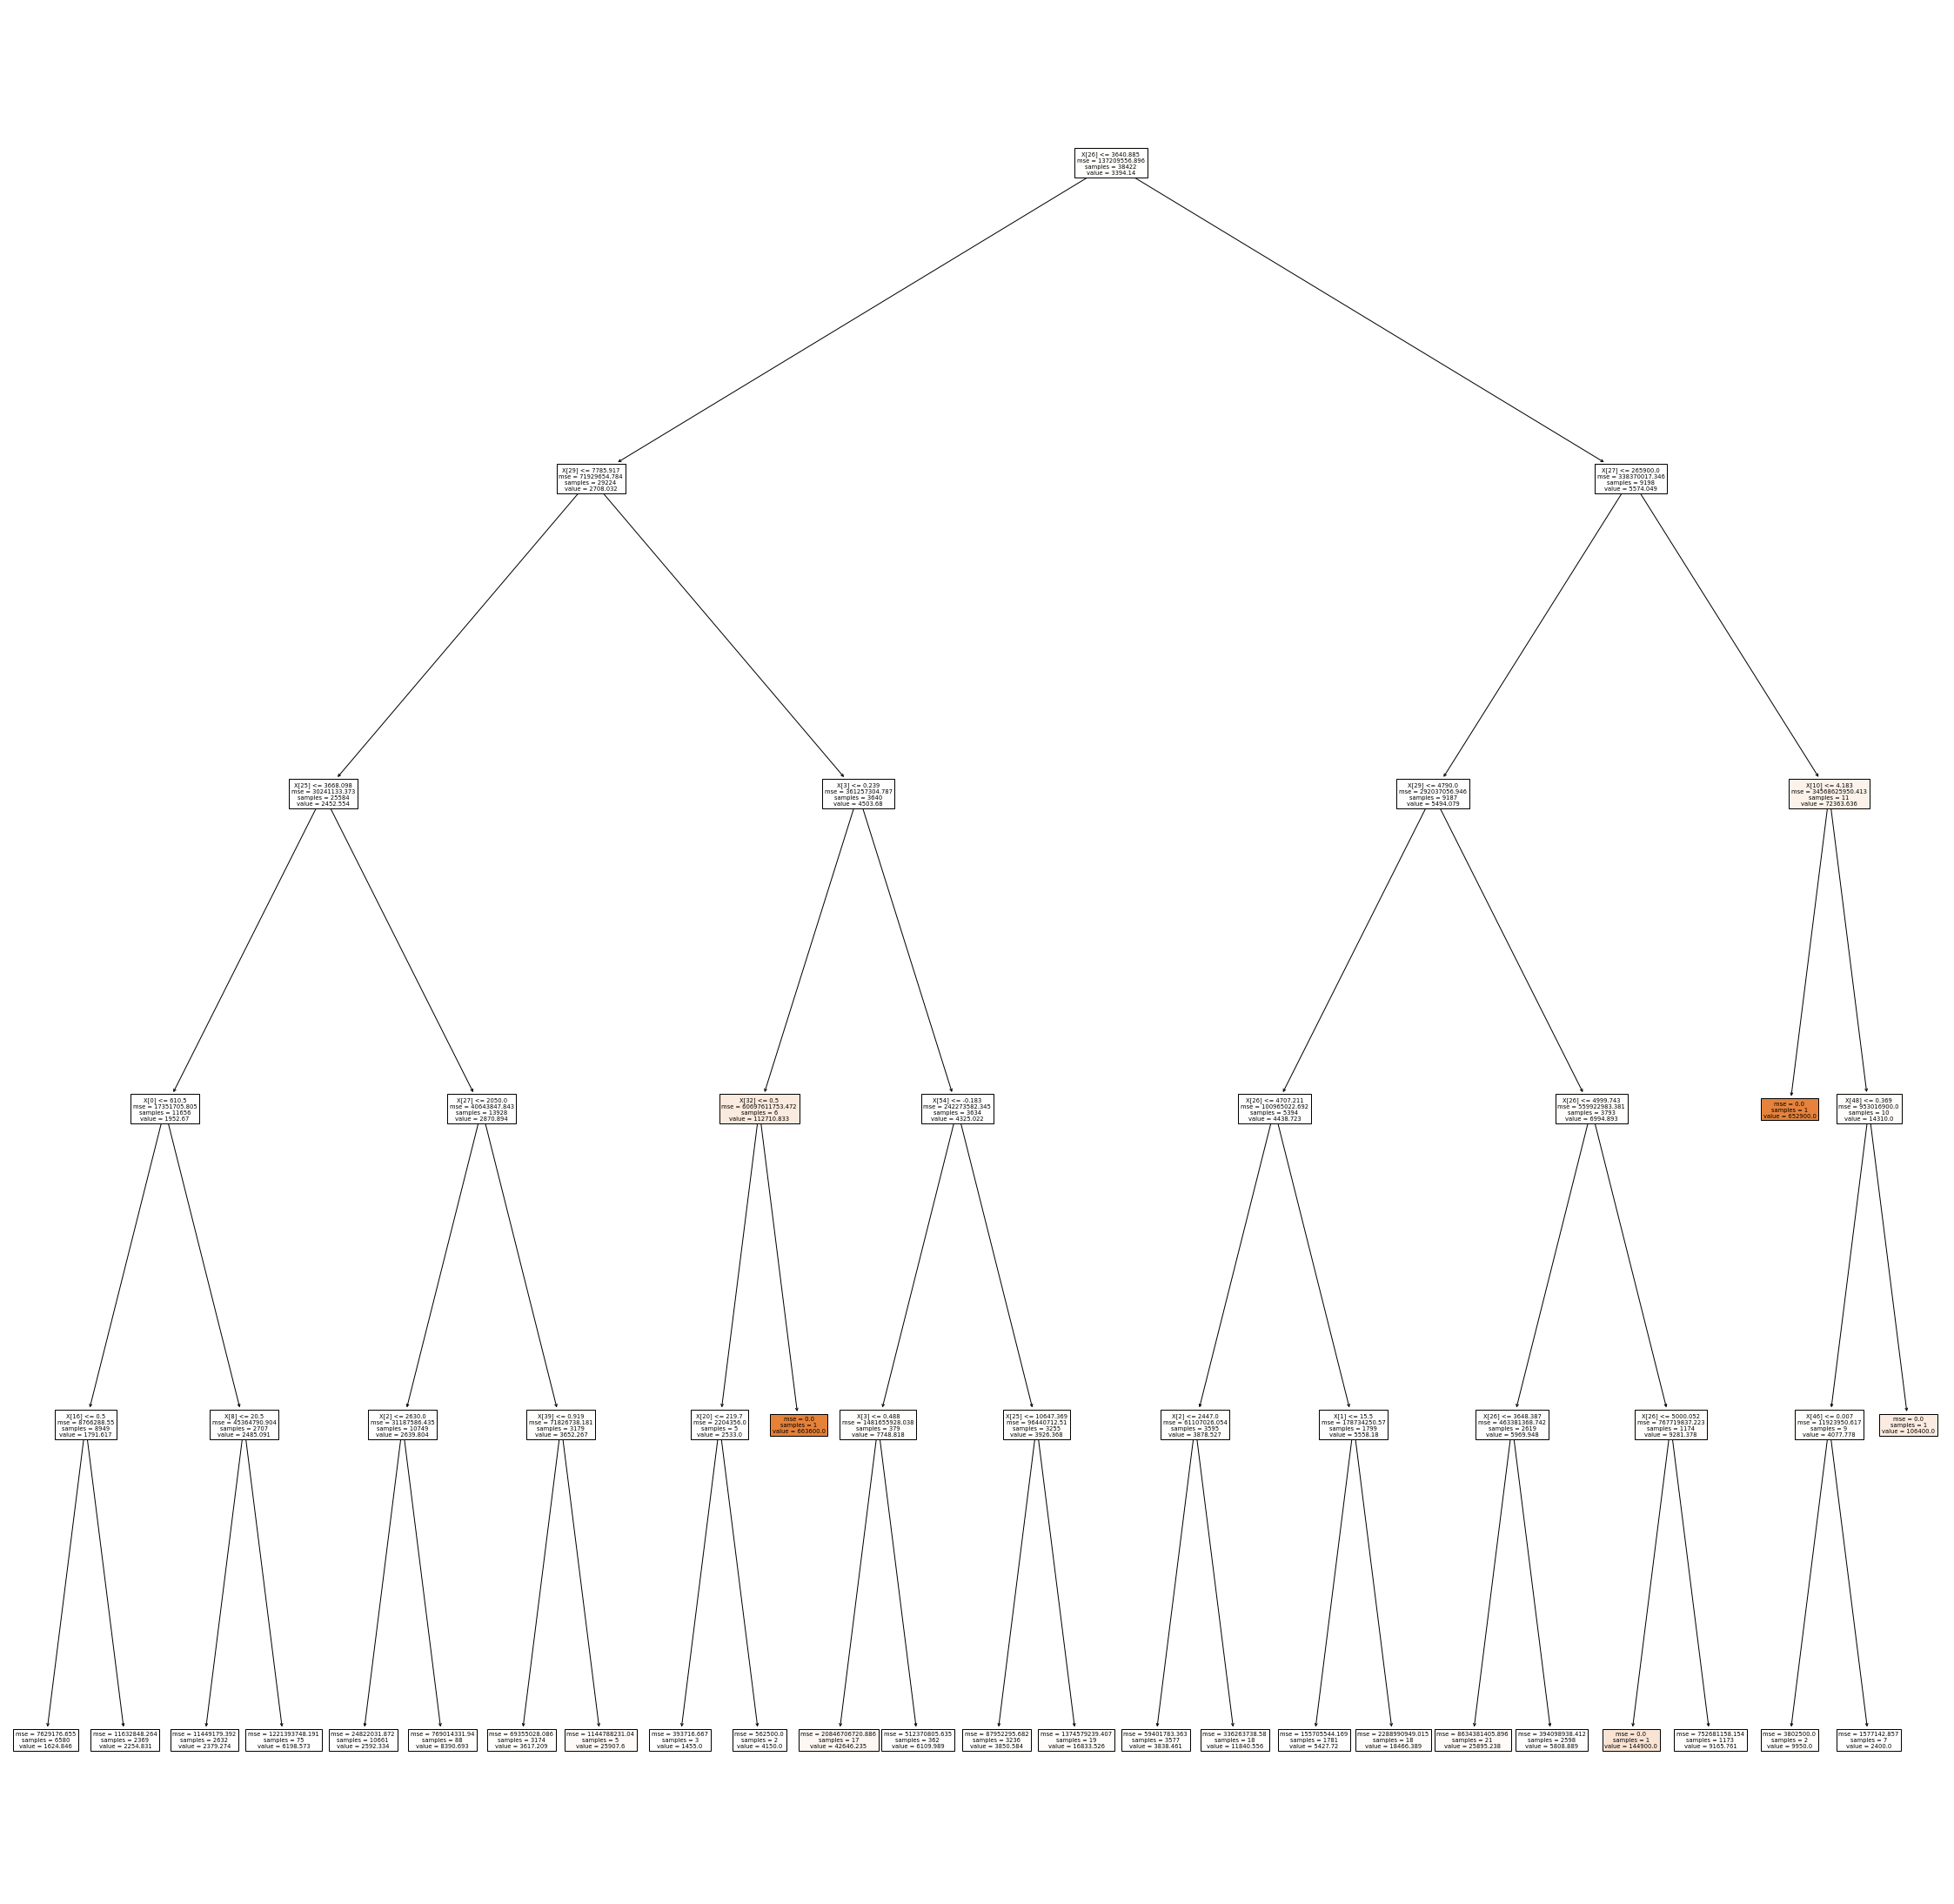 X[26] <= 3640.885
mse = 137209556.896
samples = 38422
value = 3394.14
X[29] <= 7785.917
mse = 71929654.784
samples = 29224
value = 2708.032
X[27] <= 265900.0
mse = 338370017.346
samples = 9198
value = 5574.049
X[25] <= 3668.098
mse = 30241133.373
samples = 25584
value = 2452.554
X[3] <= 0.239
mse = 361257304.787
samples = 3640
value = 4503.68
X[29] <= 4790.0
mse = 292037056.946
samples = 9187
value = 5494.079
X[10] <= 4.183
mse = 34568625950.413
samples = 11
value = 72363.636
X[0] <= 610.5
mse = 17351705.805
samples = 11656
value = 1952.67
X[27] <= 2050.0
mse = 40643847.843
samples = 13928
value = 2870.894
X[32] <= 0.5
mse = 60697611753.472
samples = 6
value = 112710.833
X[54] <= -0.183
mse = 242273582.345
samples = 3634
value = 4325.022
X[26] <= 4707.211
mse = 100965022.692
samples = 5394
value = 4438.723
X[26] <= 4999.743
mse = 559922983.381
samples = 3793
value = 6994.893
mse = 0.0
samples = 1
value = 652900.0
X[48] <= 0.369
mse = 953016900.0
samples = 10
value = 14310.0
X[16] <= 0.5
mse = 8766288.55
samples = 8949
value = 1791.617
X[8] <= 20.5
mse = 45364790.904
samples = 2707
value = 2485.091
X[2] <= 2630.0
mse = 31187586.435
samples = 10749
value = 2639.804
X[39] <= 0.919
mse = 71826738.181
samples = 3179
value = 3652.267
X[20] <= 219.7
mse = 2204356.0
samples = 5
value = 2533.0
mse = 0.0
samples = 1
value = 663600.0
X[3] <= 0.488
mse = 1481655928.038
samples = 379
value = 7748.818
X[25] <= 10647.369
mse = 96440712.51
samples = 3255
value = 3926.368
X[2] <= 2447.0
mse = 61107026.054
samples = 3595
value = 3878.527
X[1] <= 15.5
mse = 178734250.57
samples = 1799
value = 5558.18
X[26] <= 3648.387
mse = 463381368.742
samples = 2619
value = 5969.948
X[26] <= 5000.052
mse = 767719837.223
samples = 1174
value = 9281.378
X[46] <= 0.007
mse = 11923950.617
samples = 9
value = 4077.778
mse = 0.0
samples = 1
value = 106400.0
mse = 7629176.655
samples = 6580
value = 1624.846
mse = 11632848.264
samples = 2369
value = 2254.831
mse = 11449179.392
samples = 2632
value = 2379.274
mse = 1221393748.191
samples = 75
value = 6198.573
mse = 24822031.872
samples = 10661
value = 2592.334
mse = 769014331.94
samples = 88
value = 8390.693
mse = 69355028.086
samples = 3174
value = 3617.209
mse = 1144788231.04
samples = 5
value = 25907.6
mse = 393716.667
samples = 3
value = 1455.0
mse = 562500.0
samples = 2
value = 4150.0
mse = 20846706720.886
samples = 17
value = 42646.235
mse = 512370805.635
samples = 362
value = 6109.989
mse = 87952295.682
samples = 3236
value = 3850.584
mse = 1374579239.407
samples = 19
value = 16833.526
mse = 59401783.363
samples = 3577
value = 3838.461
mse = 336263738.58
samples = 18
value = 11840.556
mse = 155705544.169
samples = 1781
value = 5427.72
mse = 2288990949.015
samples = 18
value = 18466.389
mse = 8634381405.896
samples = 21
value = 25895.238
mse = 394098938.412
samples = 2598
value = 5808.889
mse = 0.0
samples = 1
value = 144900.0
mse = 752681158.154
samples = 1173
value = 9165.761
mse = 3802500.0
samples = 2
value = 9950.0
mse = 1577142.857
samples = 7
value = 2400.0